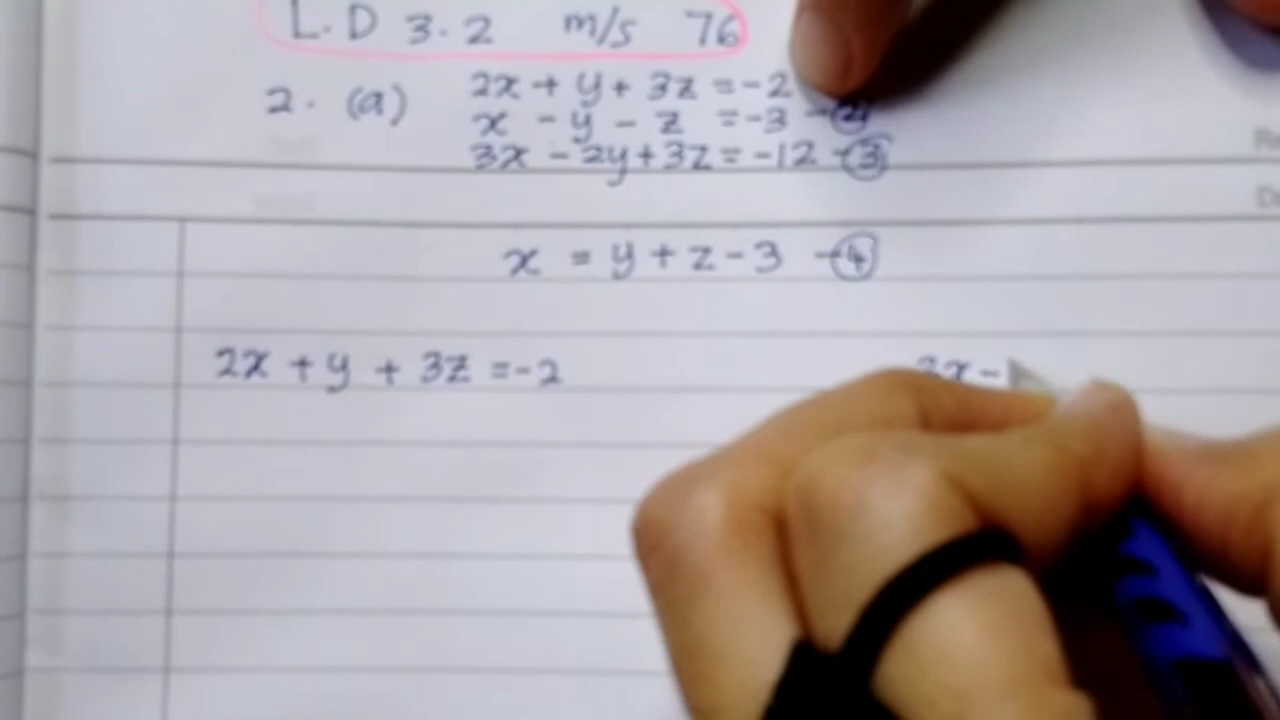 L.D 3.2 m/s 76
2. (a) 2x + y + 3z = -2
x - y - z = -3 -②
3x - 2y + 3z = -12 -③
x = y + z - 3 -④
2x + y + 3z = -2 3x -